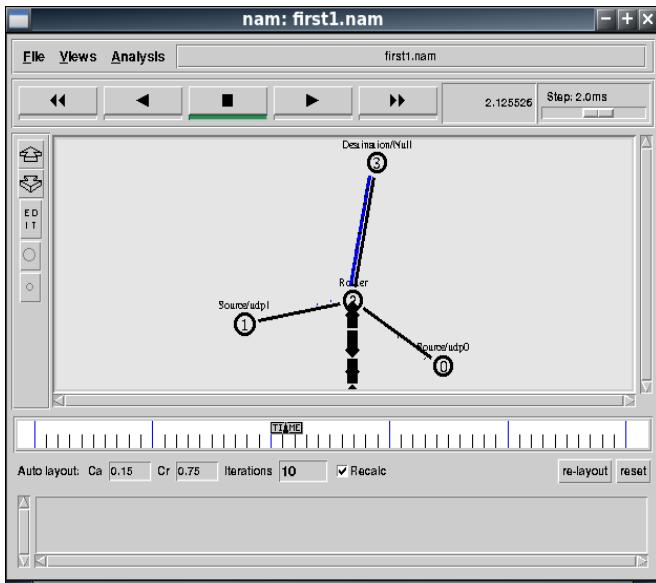 nam: first1.nam
File Views Analysis first1.nam
2.125526 Step: 2.0ms
ED
IT
Destination/Null
3
Router
2
Source/udp1
1
Source/udp0
0
TIME
Auto layout: Ca 0.15 Cr 0.75 Iterations 10 Recalc re-layout reset